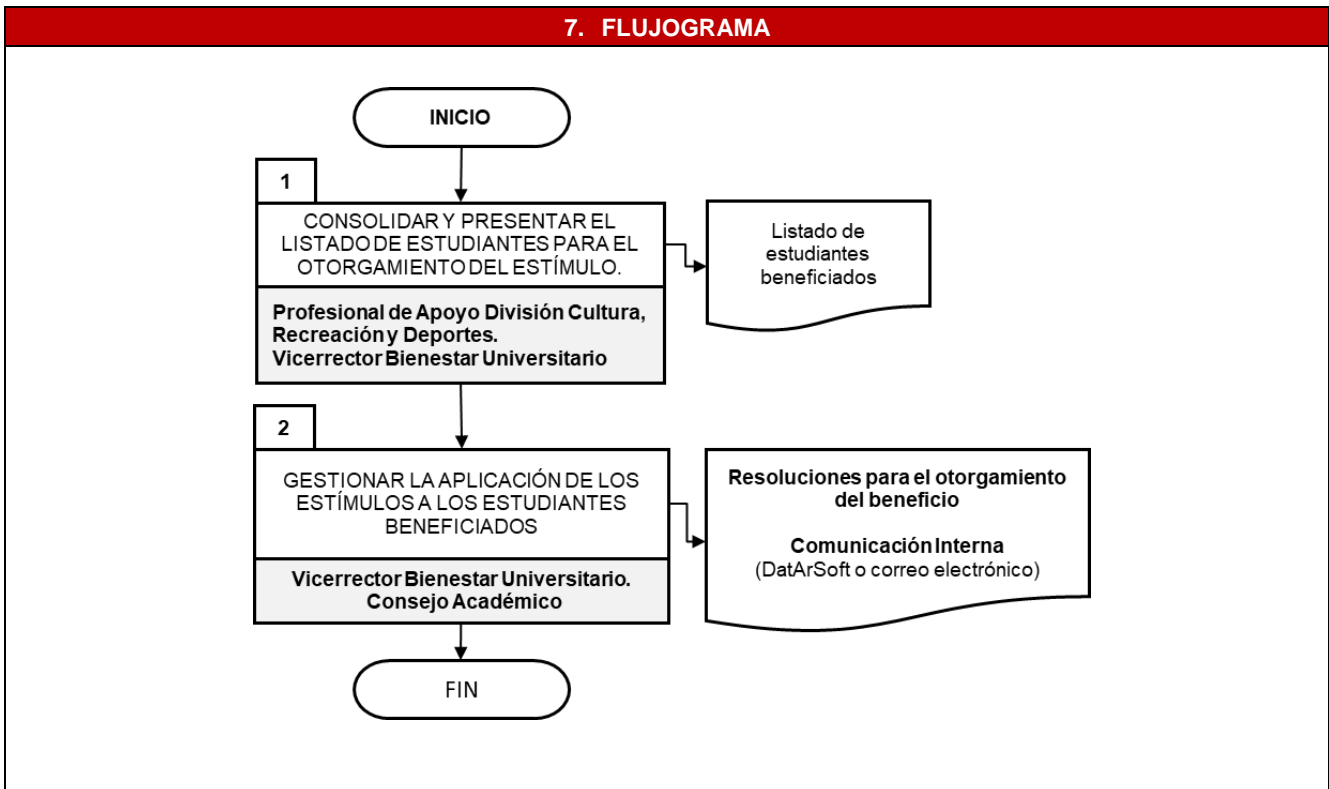 7. FLUJOGRAMA
INICIO
1
CONSOLIDAR Y PRESENTAR EL
LISTADO DE ESTUDIANTES PARA EL
OTORGAMIENTO DEL ESTÍMULO.
Profesional de Apoyo División Cultura,
Recreación y Deportes.
Vicerrector Bienestar Universitario
Listado de
estudiantes
beneficiados
2
GESTIONAR LA APLICACIÓN DE LOS
ESTÍMULOS A LOS ESTUDIANTES
BENEFICIADOS
Vicerrector Bienestar Universitario.
Consejo Académico
Resoluciones para el otorgamiento
del beneficio
Comunicación Interna
(DatArSoft o correo electrónico)
FIN